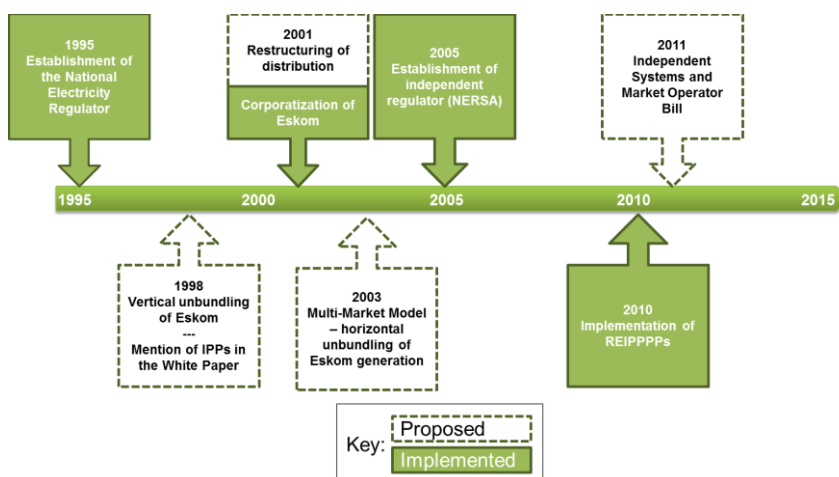 1995
Establishment of
the National
Electricity
Regulator
2001
Restructuring of
distribution
Corporatization of
Eskom
2005
Establishment of
independent
regulator (NERSA)
2011
Independent
Systems and
Market Operator
Bill
1995
2000
2005
2010
2015
1998
Vertical unbundling
of Eskom
---
Mention of IPPs in
the White Paper
2003
Multi-Market Model
– horizontal
unbundling of
Eskom generation
2010
Implementation of
REIPPPPs
Key:
Proposed
Implemented